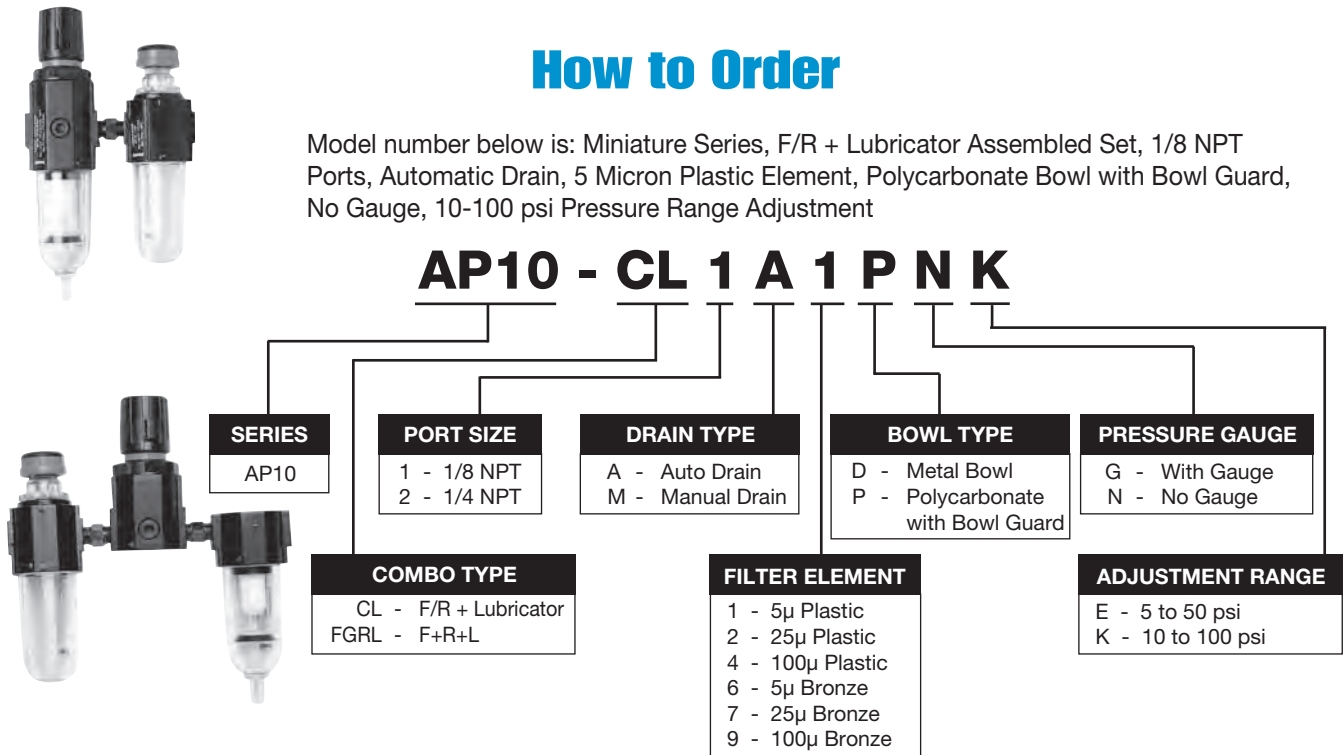 How to Order
Model number below is: Miniature Series, F/R + Lubricator Assembled Set, 1/8 NPT
Ports, Automatic Drain, 5 Micron Plastic Element, Polycarbonate Bowl with Bowl Guard,
No Gauge, 10-100 psi Pressure Range Adjustment
AP10 - CL 1 A 1 P N K
SERIES
AP10
PORT SIZE
1 - 1/8 NPT
2 - 1/4 NPT
DRAIN TYPE
A - Auto Drain
M - Manual Drain
BOWL TYPE
D - Metal Bowl
P - Polycarbonate
with Bowl Guard
PRESSURE GAUGE
G - With Gauge
N - No Gauge
COMBO TYPE
CL - F/R + Lubricator
FGRL - F+R+L
FILTER ELEMENT
1 - 5µ Plastic
2 - 25µ Plastic
4 - 100µ Plastic
6 - 5µ Bronze
7 - 25µ Bronze
9 - 100µ Bronze
ADJUSTMENT RANGE
E - 5 to 50 psi
K - 10 to 100 psi